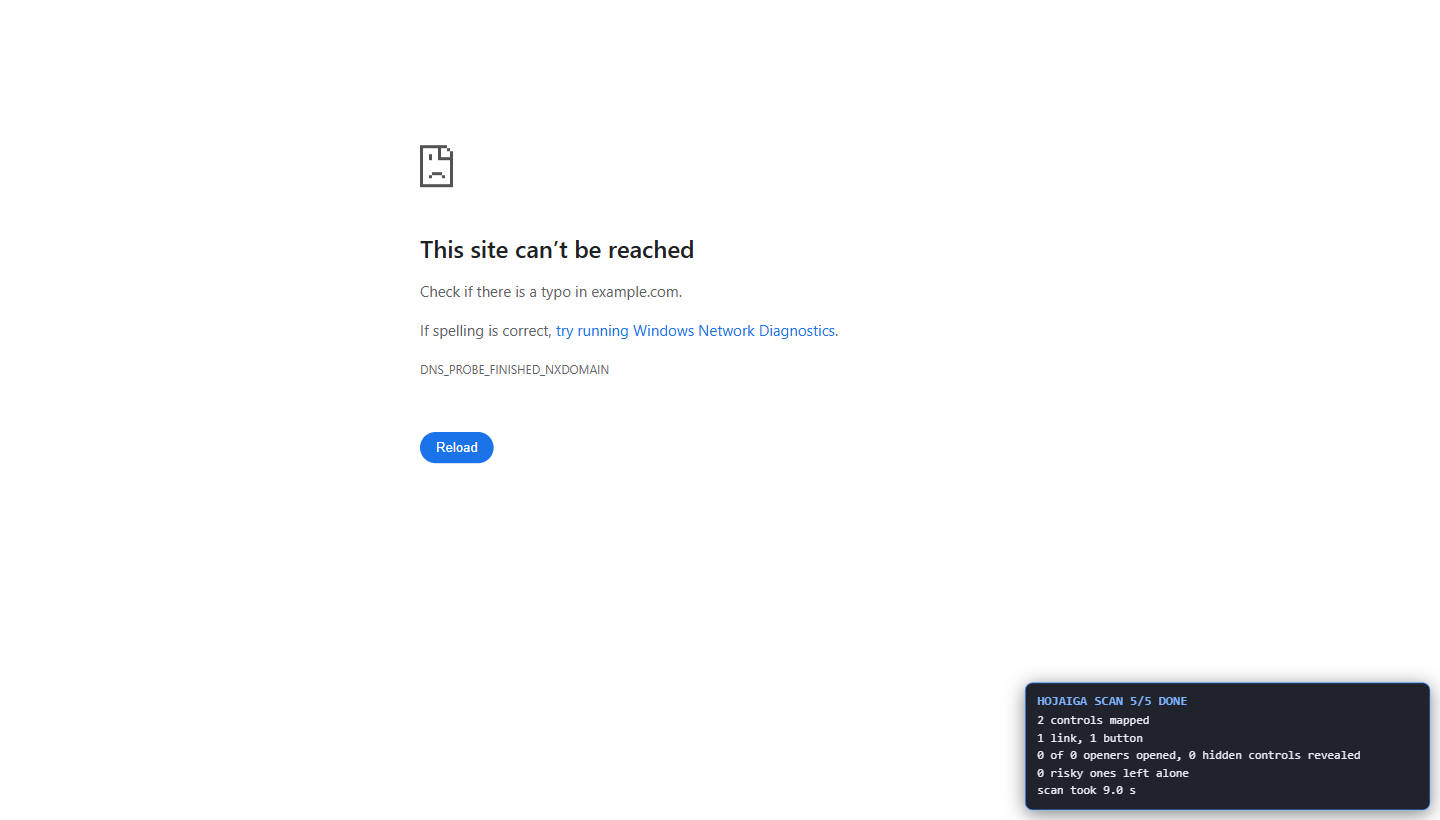 This site can’t be reached
Check if there is a typo in example.com.
If spelling is correct, try running Windows Network Diagnostics.
DNS_PROBE_FINISHED_NXDOMAIN
Reload
HOJAIGA SCAN 5/5 DONE
2 controls mapped
1 link, 1 button
0 of 0 openers opened, 0 hidden controls revealed
0 risky ones left alone
scan took 9.0 s